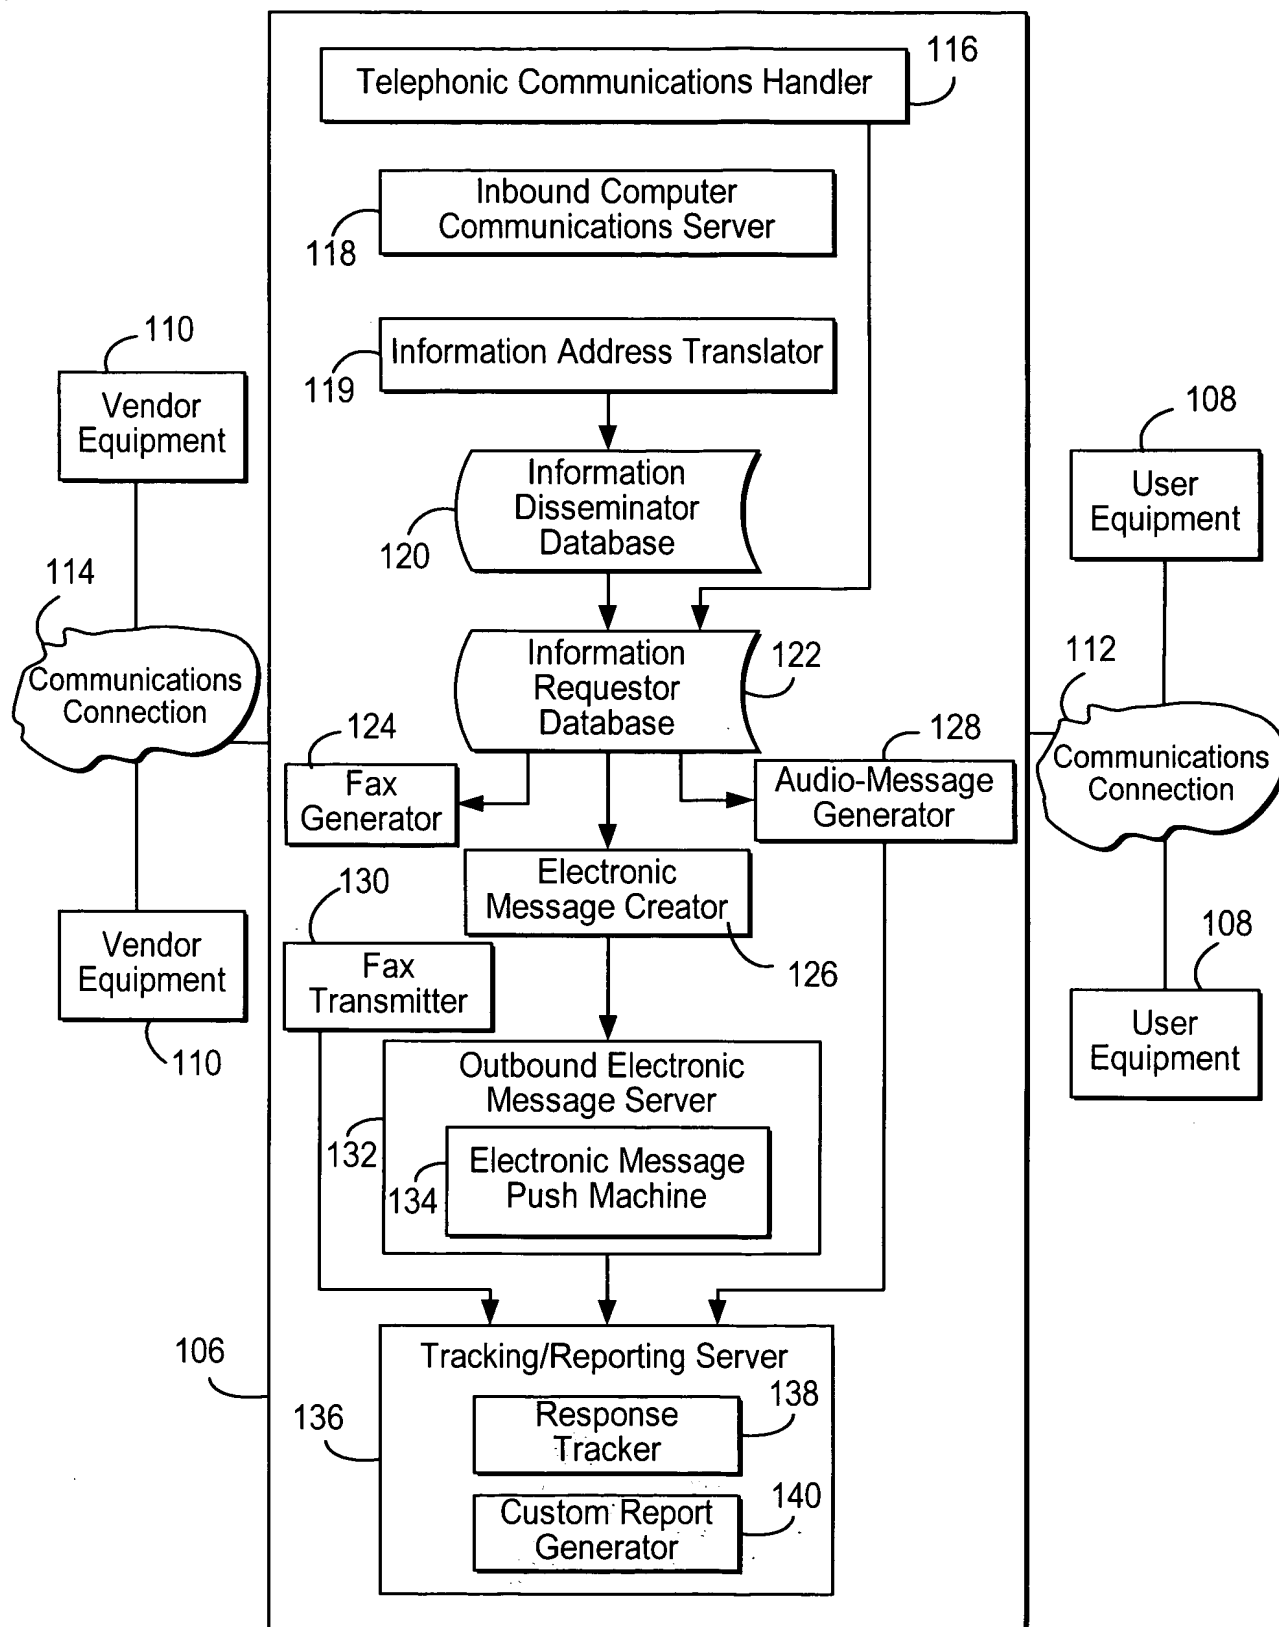 116
Telephonic Communications Handler
Inbound Computer
Communications Server
118
110
Information Address Translator
119
Vendor
Equipment
108
Information
Disseminator
Database
120
User
Equipment
114
Communications
Connection
Information
Requestor
Database
122
112
124
128
Communications
Connection
Fax
Generator
Audio-Message
Generator
130
Electronic
Message Creator
126
Vendor
Equipment
110
Fax
Transmitter
108
User
Equipment
Outbound Electronic
Message Server
132
Electronic Message
Push Machine
134
106
Tracking/Reporting Server
136
138
Response
Tracker
140
Custom Report
Generator